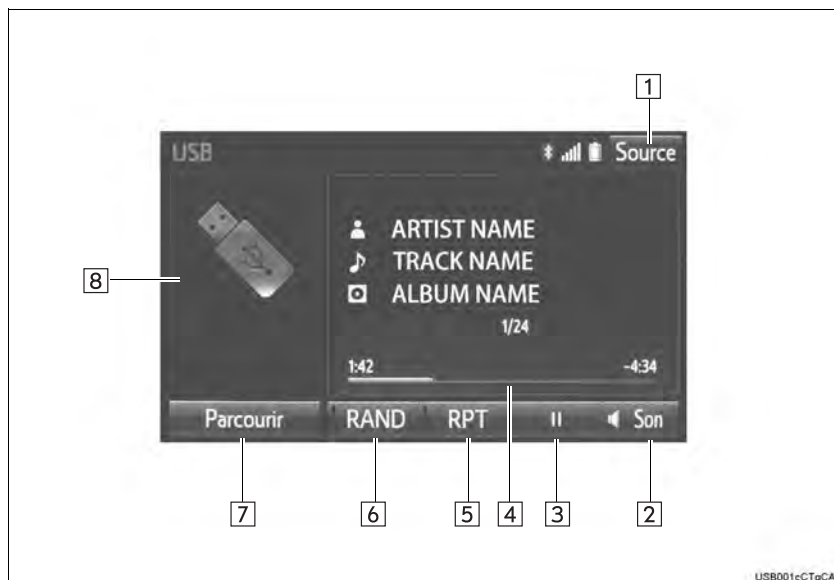 1
USB
Source
ARTIST NAME
TRACK NAME
8
ALBUM NAME
1/24
1:42
-4:34
Parcourir
RAND
RPT
Son
7
6
5
4
3
2
USB001cCTgCA